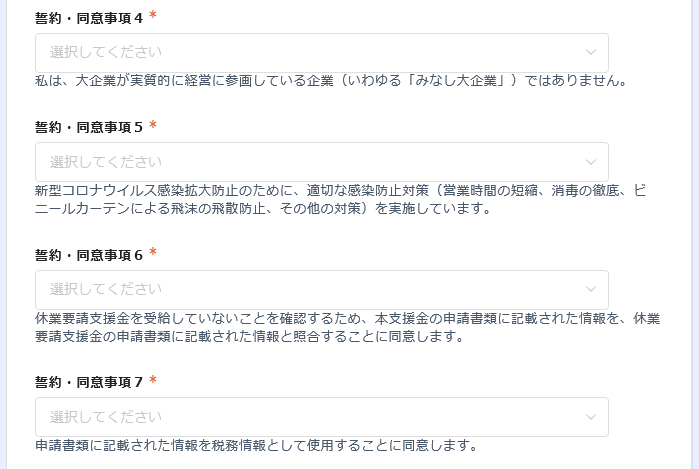 誓約・同意事項4 *
選択してください
私は、大企業が実質的に経営に参画している企業（いわゆる「みなし大企業」）ではありません。
誓約・同意事項5 *
選択してください
新型コロナウイルス感染拡大防止のために、適切な感染防止対策（営業時間の短縮、消毒の徹底、ビ
ニールカーテンによる飛沫の飛散防止、その他の対策）を実施しています。
誓約・同意事項6 *
選択してください
休業要請支援金を受給していないことを確認するため、本支援金の申請書類に記載された情報を、休業
要請支援金の申請書類に記載された情報と照合することに同意します。
誓約・同意事項7 *
選択してください
申請書類に記載された情報を税務情報として使用することに同意します。